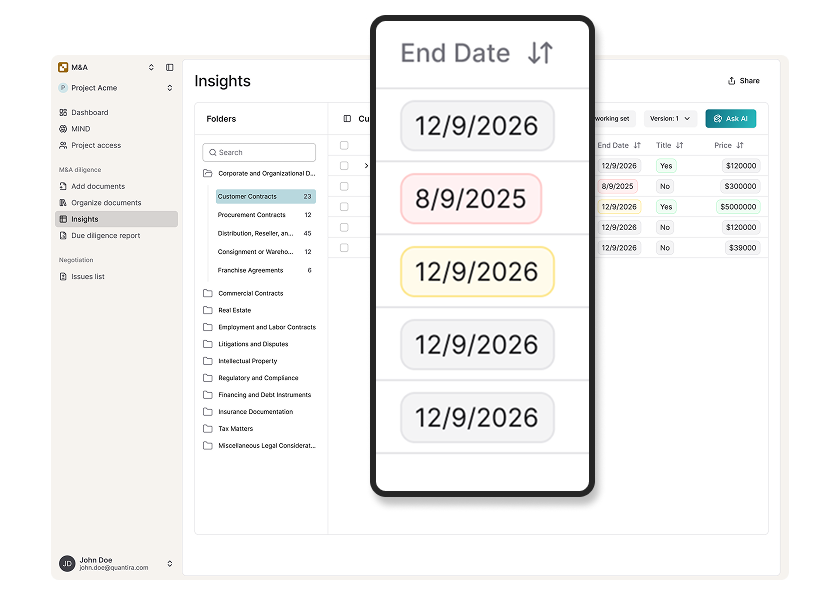 M&A
P Project Acme
Dashboard
MIND
Project access
M&A diligence
Add documents
Organize documents
Insights
Due diligence report
Negotiation
Issues list
JD
John Doe
john.doe@quantira.com
Insights
Share
Folders
Search
Corporate and Organizational D...
Customer Contracts 23
Procurement Contracts 12
Distribution, Reseller, an... 45
Consignment or Wareho... 12
Franchise Agreements 6
Commercial Contracts
Real Estate
Employment and Labor Contracts
Litigations and Disputes
Intellectual Property
Regulatory and Compliance
Financing and Debt Instruments
Insurance Documentation
Tax Matters
Miscellaneous Legal Considerat...
Cu
working set Version: 1 Ask AI
End Date Title Price
12/9/2026 Yes $120000
8/9/2025 No $300000
12/9/2026 Yes $5000000
12/9/2026 No $120000
12/9/2026 No $39000
End Date
12/9/2026
8/9/2025
12/9/2026
12/9/2026
12/9/2026